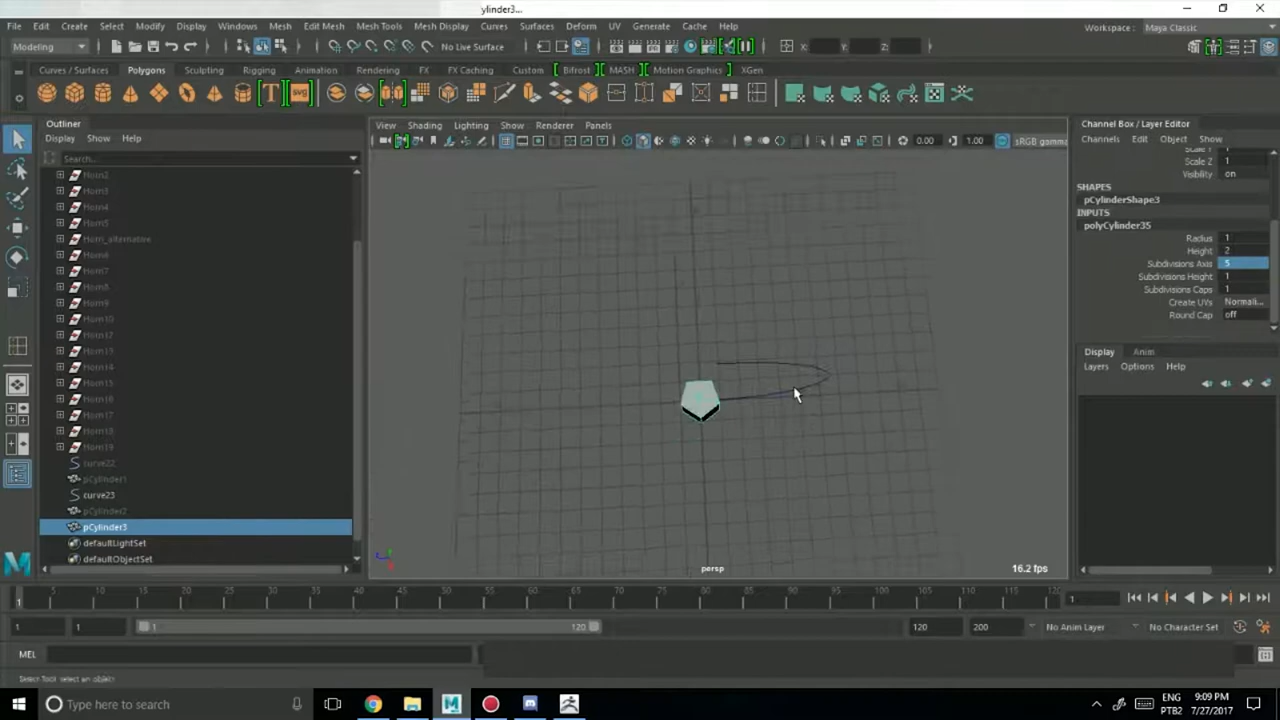 ylinder3...
File Edit Create Select Modify Display Windows Mesh Edit Mesh Mesh Tools Mesh Display Curves Surfaces Deform UV Generate Cache Help
Workspace: Maya Classic
Modeling No Live Surface X: Y: Z:
Curves / Surfaces Polygons Sculpting Rigging Animation Rendering FX FX Caching Custom Bifrost MASH Motion Graphics XGen
T SVG
Outliner
Display Show Help
Search...
Horn2
Horn3
Horn4
Horn5
Horn_alternative
Horn6
Horn7
Horn8
Horn9
Horn10
Horn12
Horn13
Horn14
Horn15
Horn16
Horn17
Horn18
Horn19
curve22
pCylinder1
curve23
pCylinder2
pCylinder3
defaultLightSet
defaultObjectSet
View Shading Lighting Show Renderer Panels
0.00 1.00 sRGB gamma
persp
16.2 fps
Channel Box / Layer Editor
Channels Edit Object Show
Scale Y 1
Scale Z 1
Visibility on
SHAPES
pCylinderShape3
INPUTS
polyCylinder35
Radius 1
Height 2
Subdivisions Axis 5
Subdivisions Height 1
Subdivisions Caps 1
Create UVs Normali...
Round Cap off
Display Anim
Layers Options Help
1 5 10 15 20 25 30 35 40 45 50 55 60 65 70 75 80 85 90 95 100 105 110 115 120 1
1 1 1 120 120 200 No Anim Layer No Character Set
MEL
Select Tool: select an object
Type here to search
ENG
PTB2
9:09 PM
7/27/2017